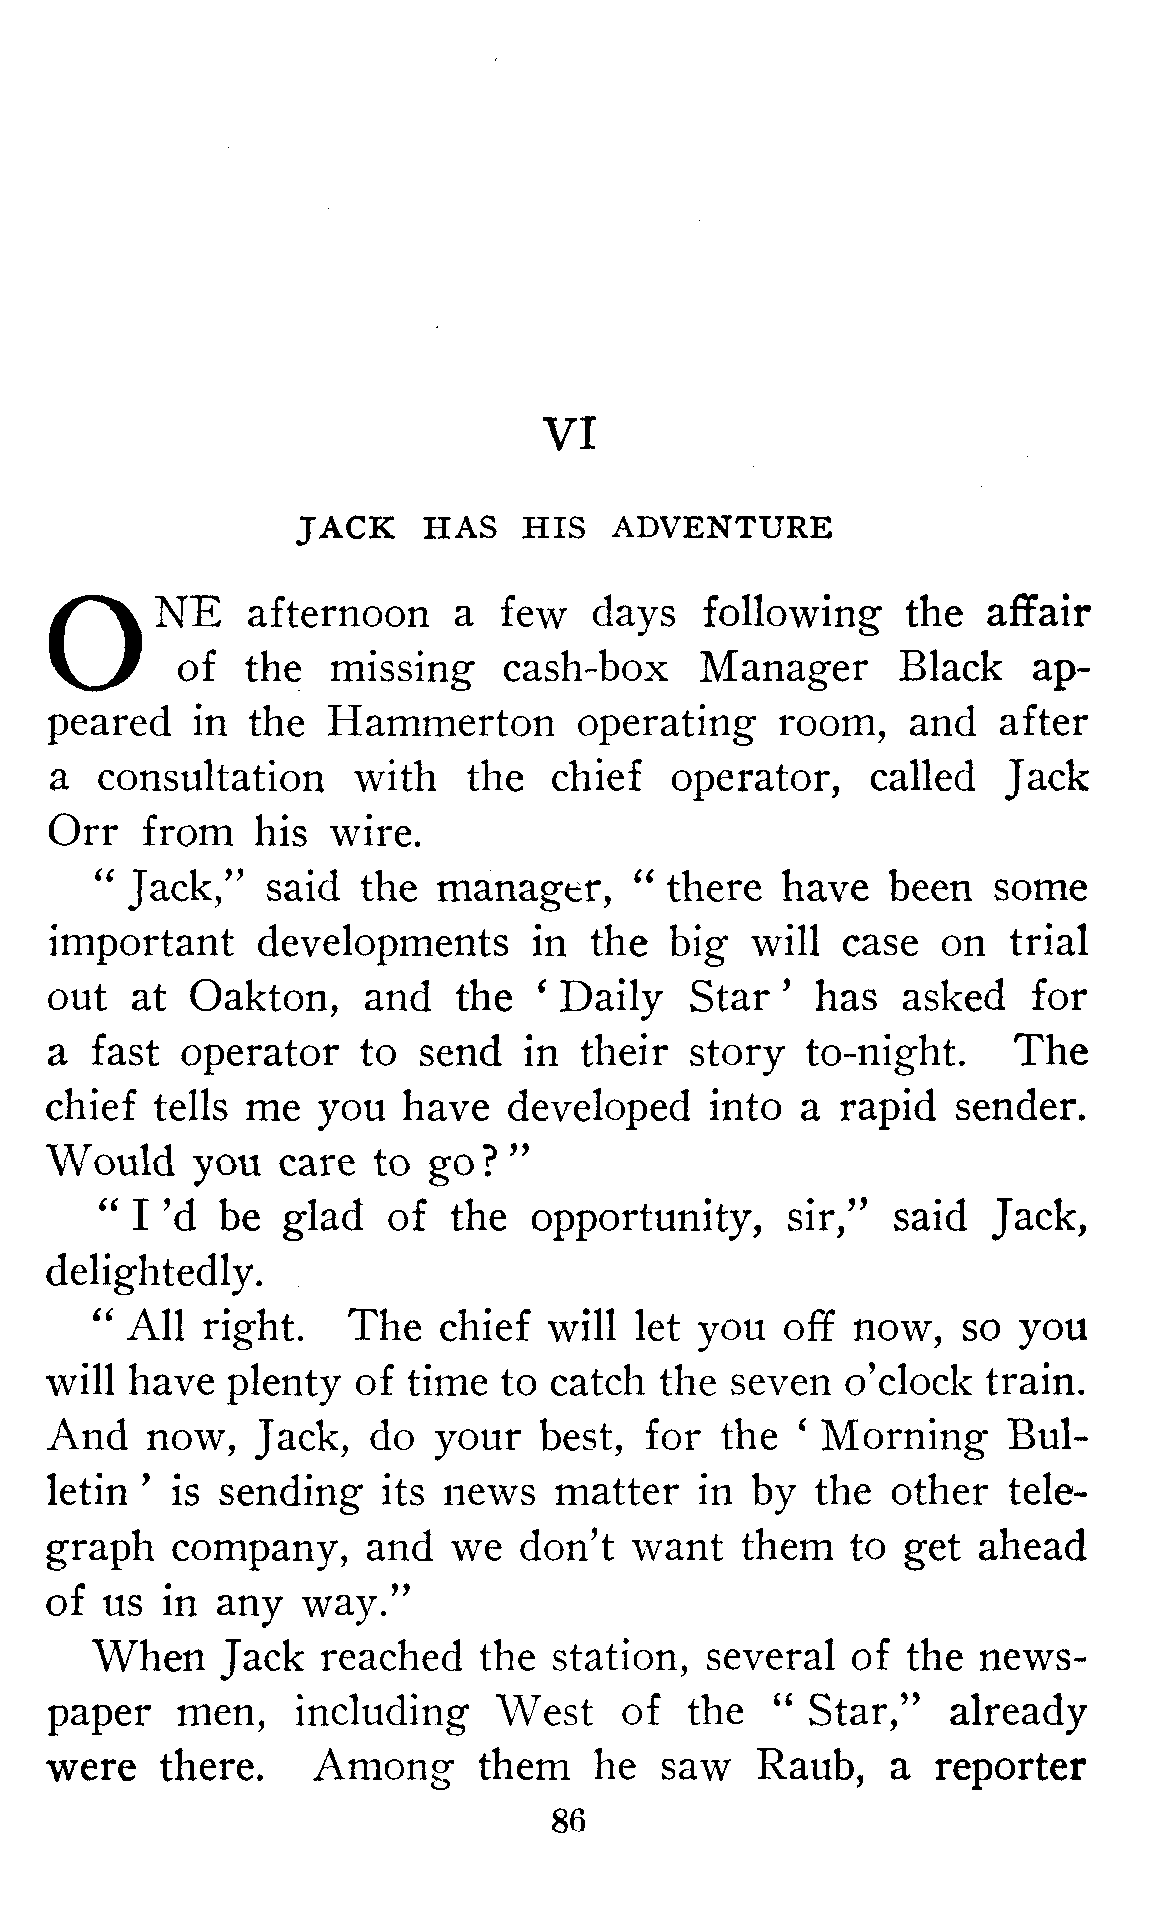 VI
JACK HAS HIS ADVENTURE
ONE afternoon a few days following the affair
of the missing cash-box Manager Black ap-
peared in the Hammerton operating room, and after
a consultation with the chief operator, called Jack
Orr from his wire.
" Jack," said the manager, " there have been some
important developments in the big will case on trial
out at Oakton, and the ' Daily Star ' has asked for
a fast operator to send in their story to-night. The
chief tells me you have developed into a rapid sender.
Would you care to go? "
" I 'd be glad of the opportunity, sir," said Jack,
delightedly.
" All right. The chief will let you off now, so you
will have plenty of time to catch the seven o'clock train.
And now, Jack, do your best, for the ' Morning Bul-
letin ' is sending its news matter in by the other tele-
graph company, and we don't want them to get ahead
of us in any way."
When Jack reached the station, several of the news-
paper men, including West of the " Star," already
were there. Among them he saw Raub, a reporter
86